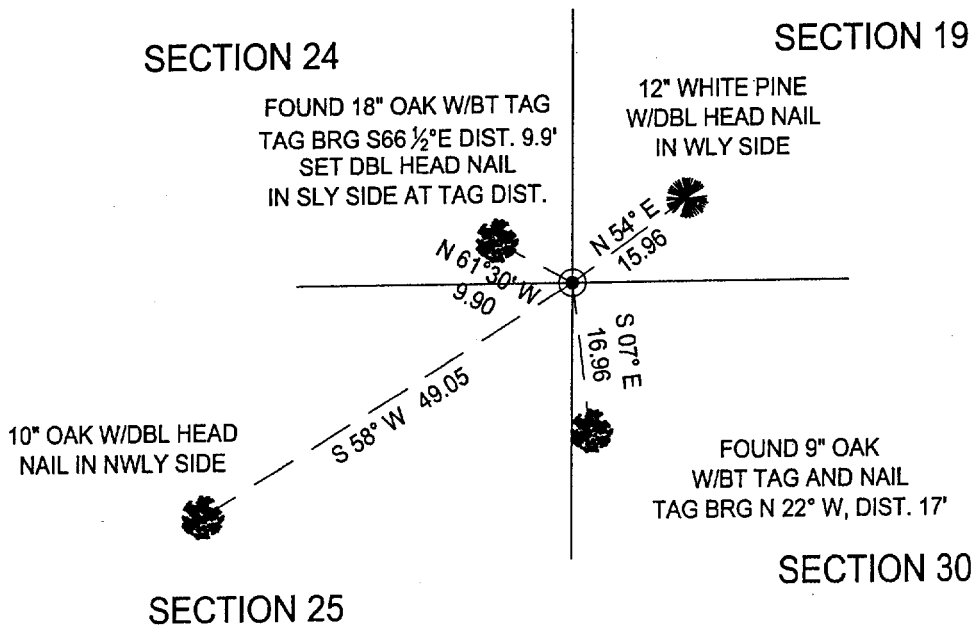 SECTION 24
SECTION 19
FOUND 18" OAK W/BT TAG
TAG BRG S66 ½°E DIST. 9.9'
SET DBL HEAD NAIL
IN SLY SIDE AT TAG DIST.
12" WHITE PINE
W/DBL HEAD NAIL
IN WLY SIDE
N 54° E
15.96
N 61°30' W
9.90
S 07° E
16.96
S 58° W 49.05
10" OAK W/DBL HEAD
NAIL IN NWLY SIDE
FOUND 9" OAK
W/BT TAG AND NAIL
TAG BRG N 22° W, DIST. 17'
SECTION 30
SECTION 25